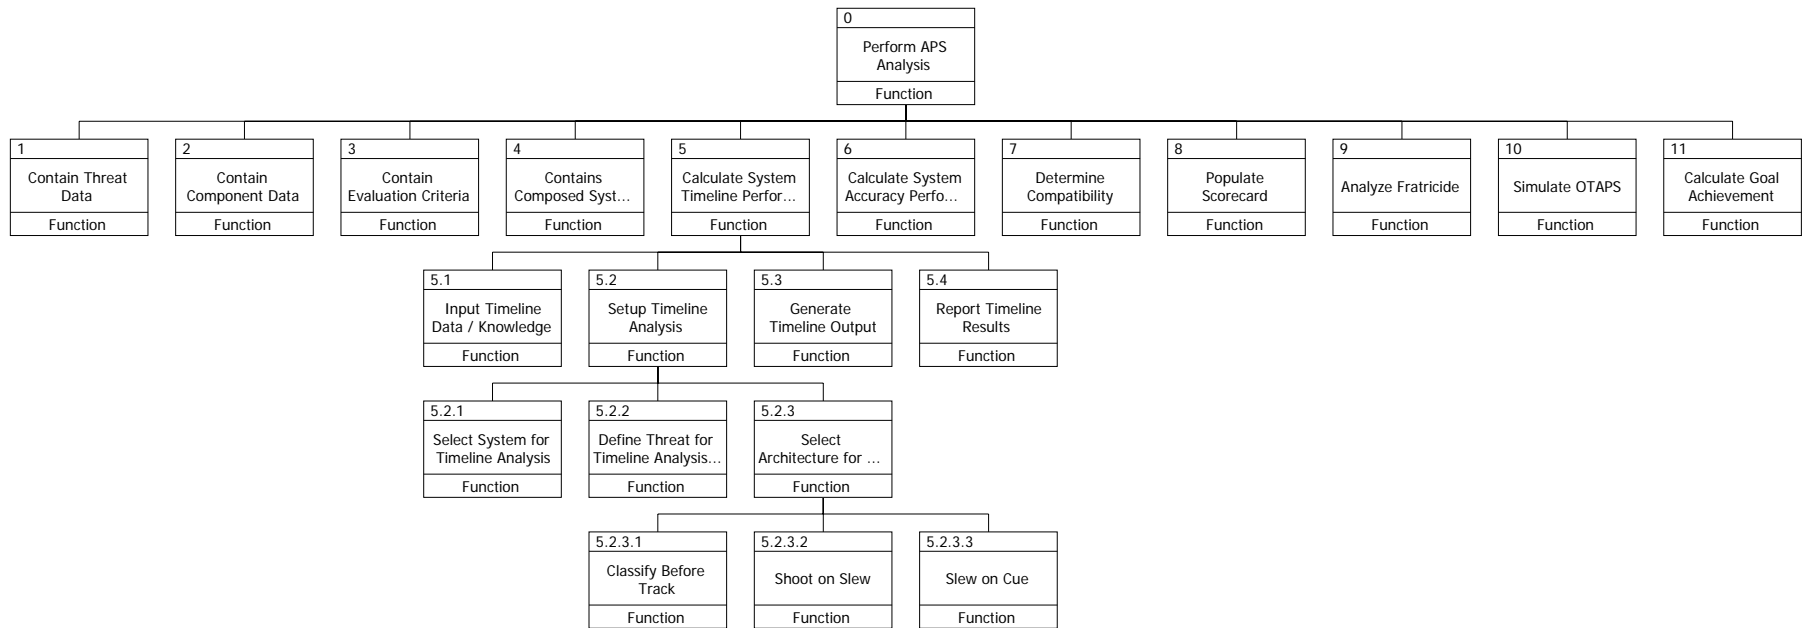 0
Perform APS
Analysis
Function
1
Contain Threat
Data
Function
2
Contain
Component Data
Function
3
Contain
Evaluation Criteria
Function
4
Contains
Composed Syst...
Function
5
Calculate System
Timeline Perfor...
Function
6
Calculate System
Accuracy Perfo...
Function
7
Determine
Compatibility
Function
8
Populate
Scorecard
Function
9
Analyze Fratricide
Function
10
Simulate OTAPS
Function
11
Calculate Goal
Achievement
Function
5.1
Input Timeline
Data / Knowledge
Function
5.2
Setup Timeline
Analysis
Function
5.3
Generate
Timeline Output
Function
5.4
Report Timeline
Results
Function
5.2.1
Select System for
Timeline Analysis
Function
5.2.2
Define Threat for
Timeline Analysis...
Function
5.2.3
Select
Architecture for ...
Function
5.2.3.1
Classify Before
Track
Function
5.2.3.2
Shoot on Slew
Function
5.2.3.3
Slew on Cue
Function